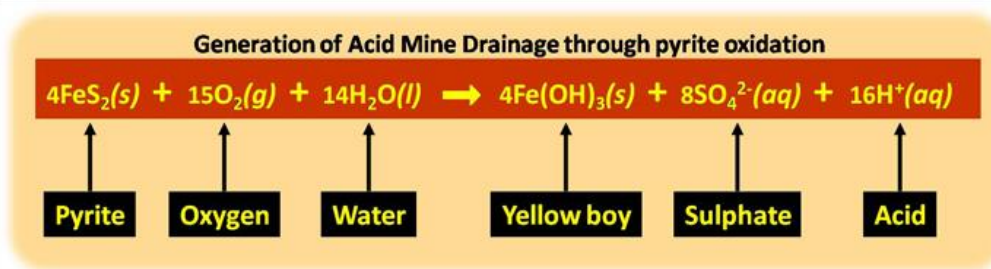 Generation of Acid Mine Drainage through pyrite oxidation
4FeS₂(s) + 15O₂(g) + 14H₂O(l) → 4Fe(OH)₃(s) + 8SO₄²⁻(aq) + 16H⁺(aq)
Pyrite Oxygen Water Yellow boy Sulphate Acid